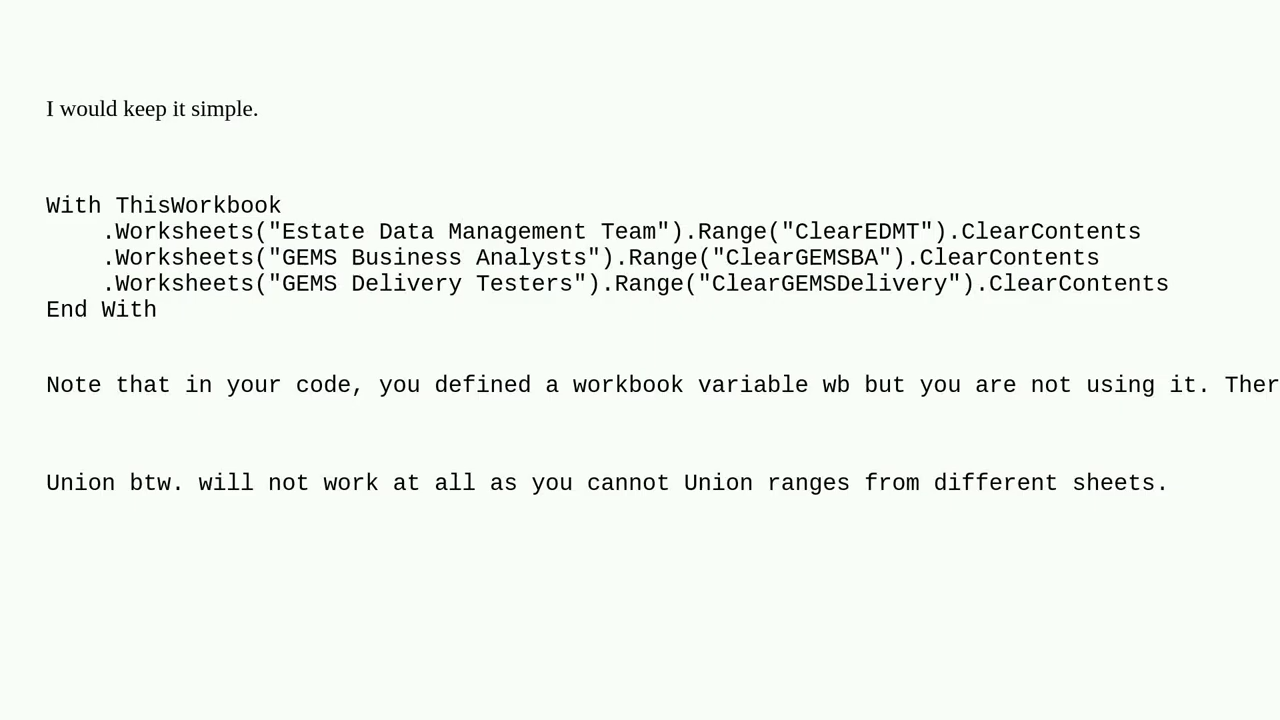 I would keep it simple.
With ThisWorkbook
    .Worksheets("Estate Data Management Team").Range("ClearEDMT").ClearContents
    .Worksheets("GEMS Business Analysts").Range("ClearGEMSBA").ClearContents
    .Worksheets("GEMS Delivery Testers").Range("ClearGEMSDelivery").ClearContents
End With
Note that in your code, you defined a workbook variable wb but you are not using it.
Union btw. will not work at all as you cannot Union ranges from different sheets.